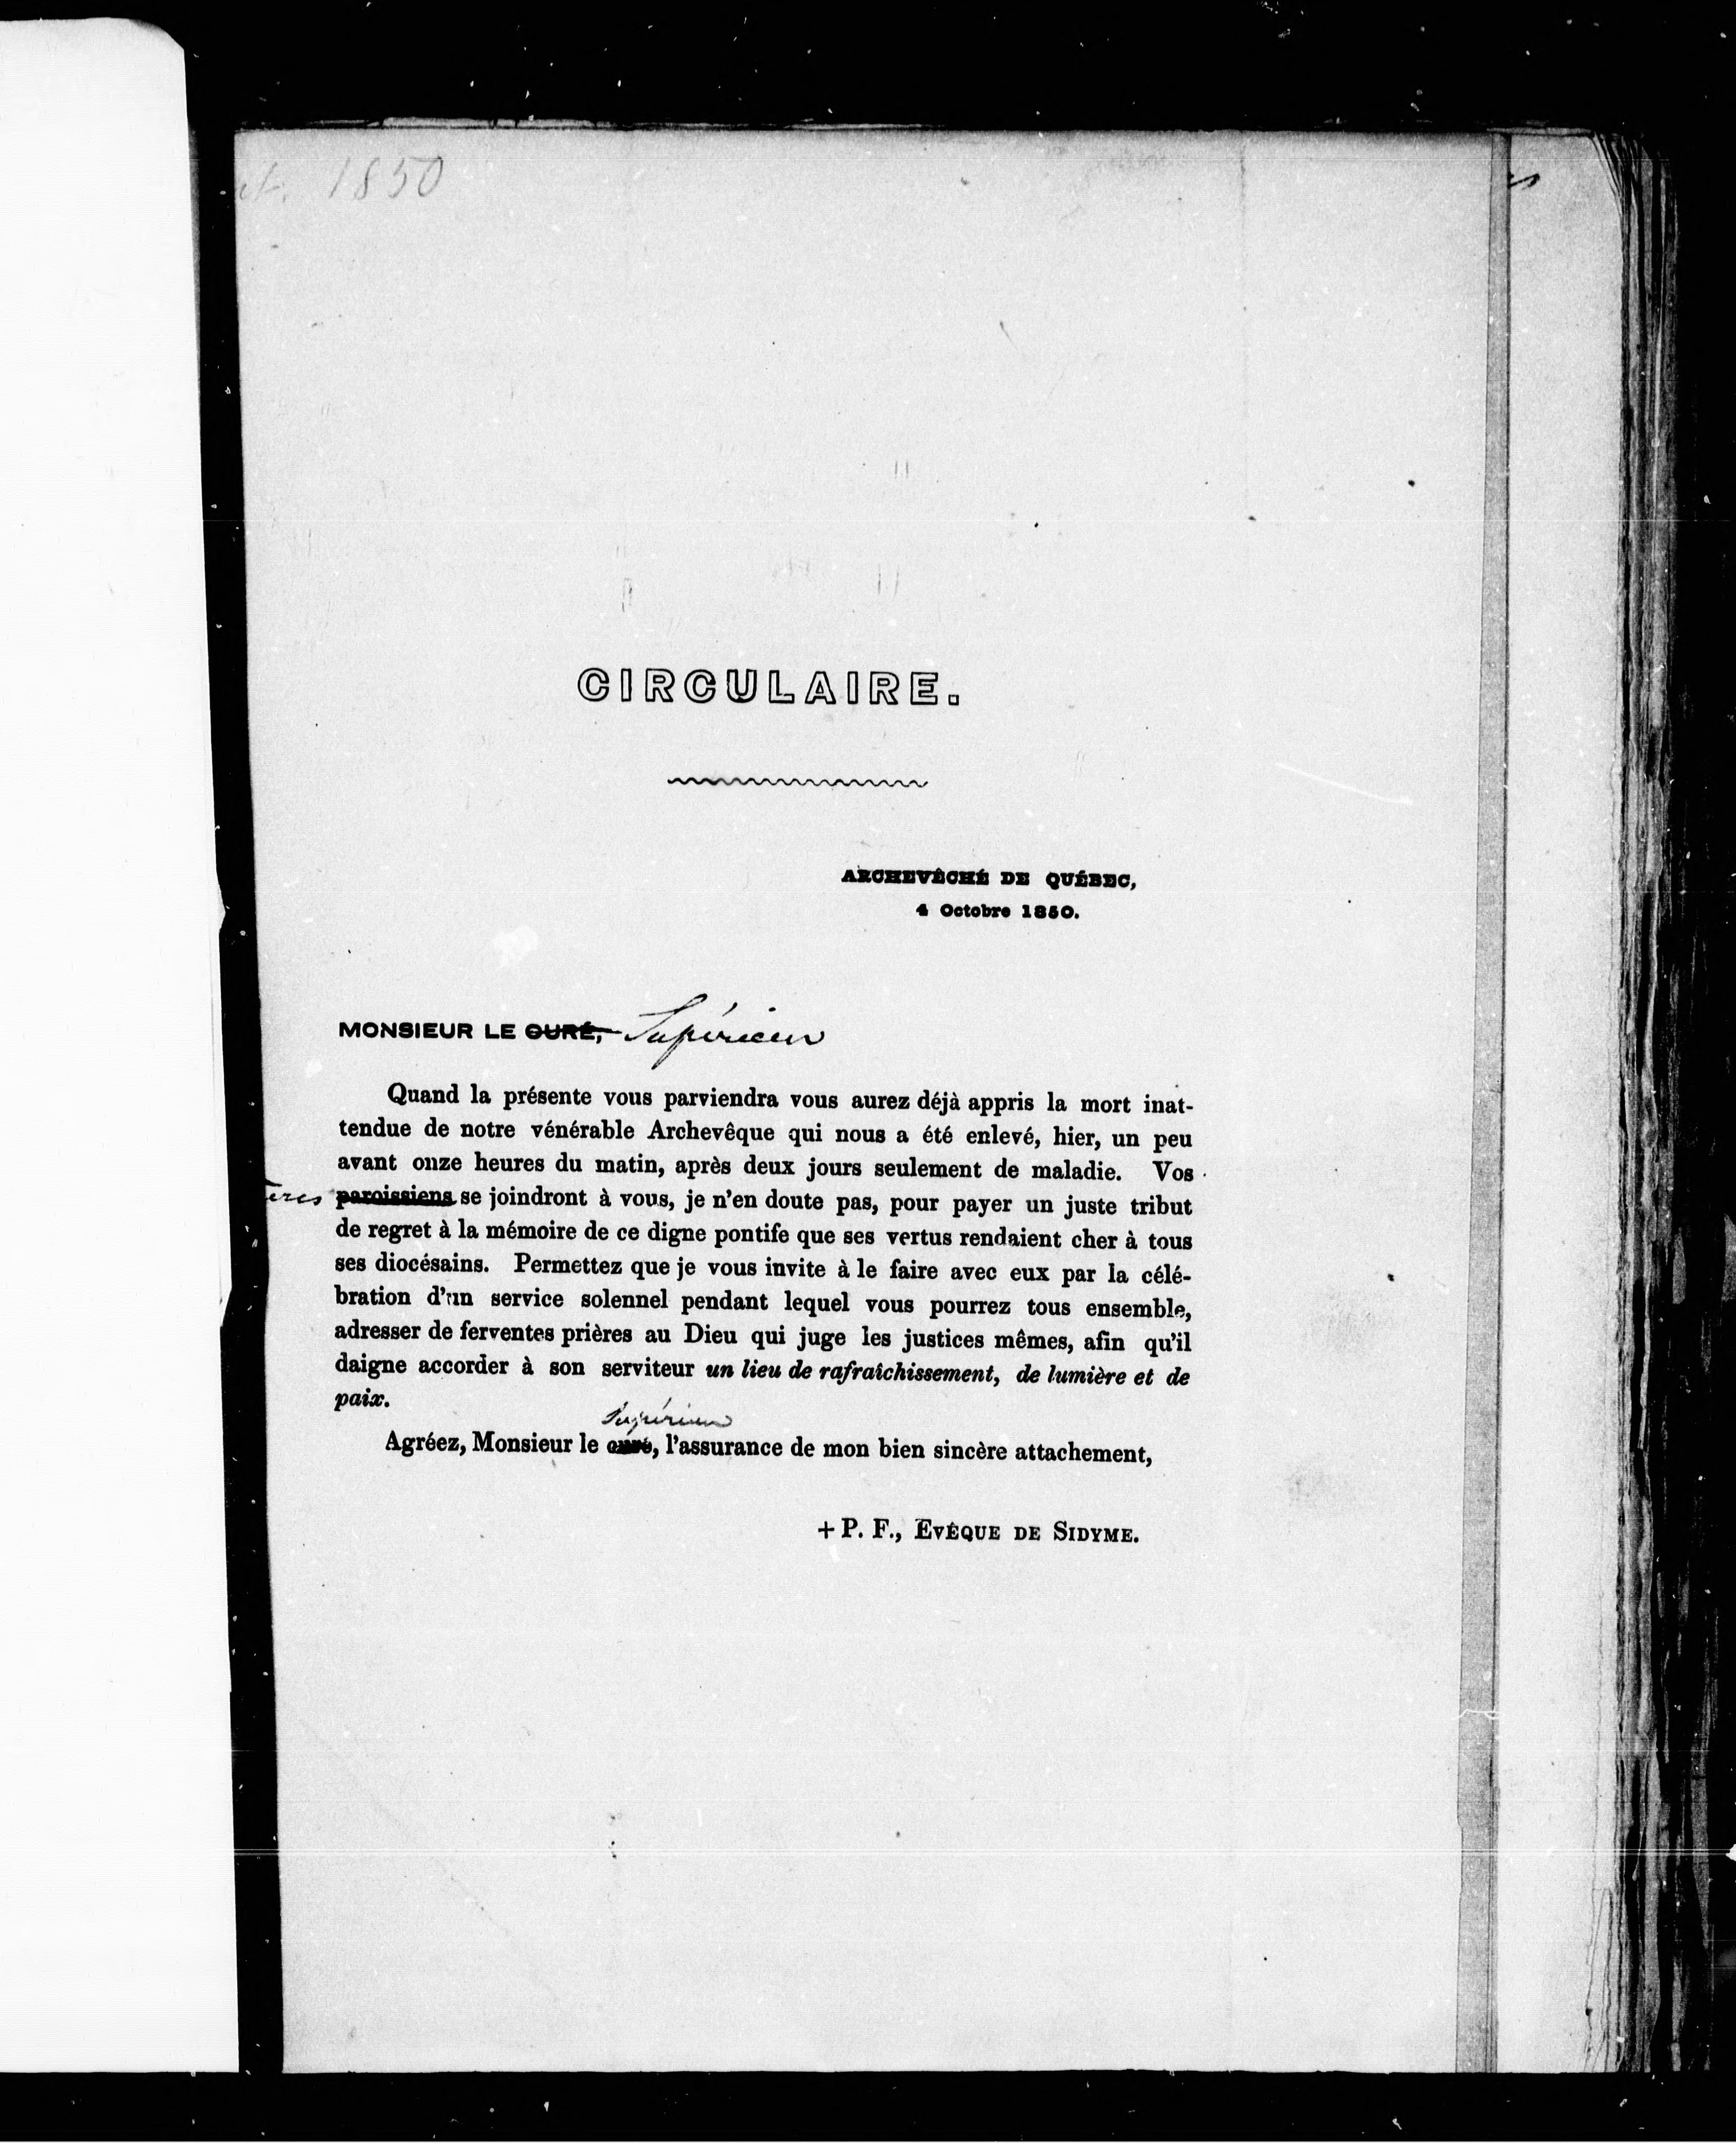 1850
CIRCULAIRE.
ARCHEVÊCHÉ DE QUÉBEC,
4 Octobre 1850.
MONSIEUR LE CURÉ, Supérieur
Quand la présente vous parviendra vous aurez déjà appris la mort inat-
tendue de notre vénérable Archevêque qui nous a été enlevé, hier, un peu
avant onze heures du matin, après deux jours seulement de maladie. Vos
paroissiens se joindront à vous, je n'en doute pas, pour payer un juste tribut
de regret à la mémoire de ce digne pontife que ses vertus rendaient cher à tous
ses diocésains. Permettez que je vous invite à le faire avec eux par la célé-
bration d'un service solennel pendant lequel vous pourrez tous ensemble,
adresser de ferventes prières au Dieu qui juge les justices mêmes, afin qu'il
daigne accorder à son serviteur un lieu de rafraîchissement, de lumière et de
paix.
Supérieur
Agréez, Monsieur le curé, l'assurance de mon bien sincère attachement,
+ P. F., EVÊQUE DE SIDYME.